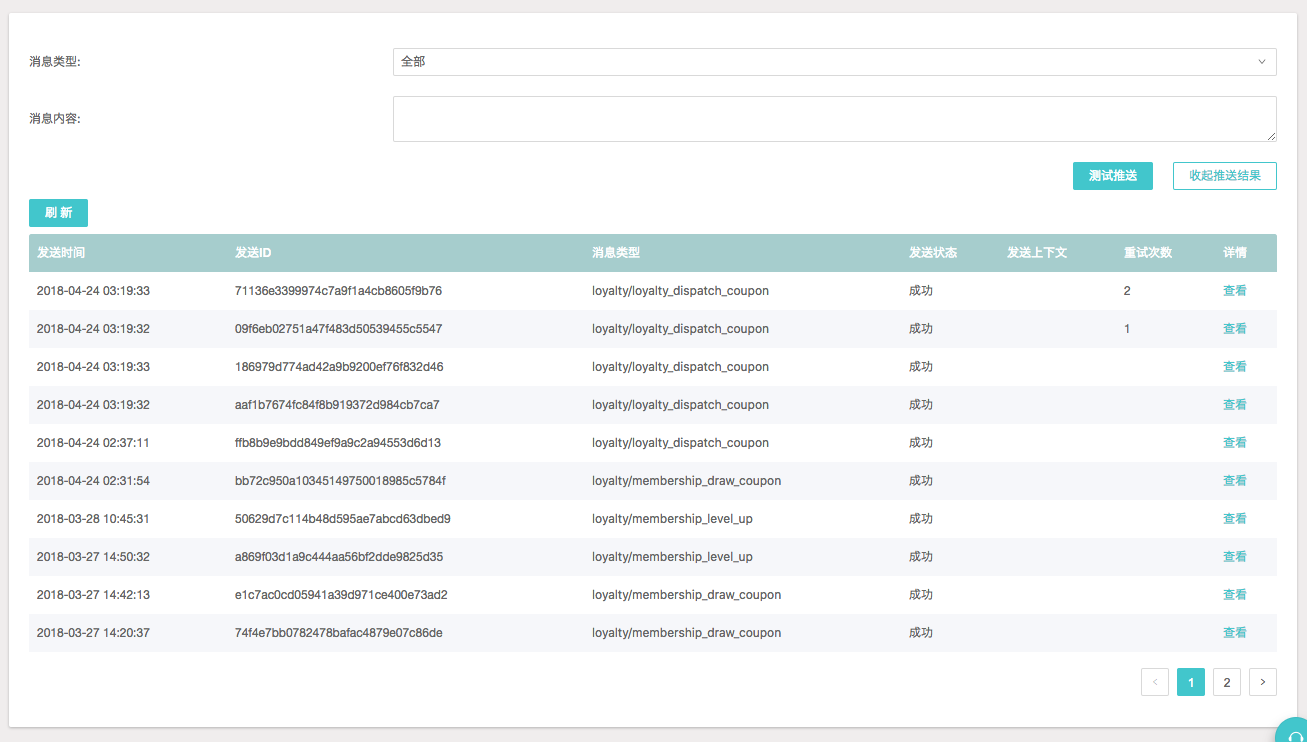 消息类型: 全部
消息内容:
测试推送 收起推送结果
刷 新
发送时间 发送ID 消息类型 发送状态 发送上下文 重试次数 详情
2018-04-24 03:19:33 71136e3399974c7a9f1a4cb8605f9b76 loyalty/loyalty_dispatch_coupon 成功 2 查看
2018-04-24 03:19:32 09f6eb02751a47f483d50539455c5547 loyalty/loyalty_dispatch_coupon 成功 1 查看
2018-04-24 03:19:33 186979d774ad42a9b9200ef76f832d46 loyalty/loyalty_dispatch_coupon 成功 查看
2018-04-24 03:19:32 aaf1b7674fc84f8b919372d984cb7ca7 loyalty/loyalty_dispatch_coupon 成功 查看
2018-04-24 02:37:11 ffb8b9e9bdd849ef9a9c2a94553d6d13 loyalty/loyalty_dispatch_coupon 成功 查看
2018-04-24 02:31:54 bb72c950a10345149750018985c5784f loyalty/membership_draw_coupon 成功 查看
2018-03-28 10:45:31 50629d7c114b48d595ae7abcd63dbed9 loyalty/membership_level_up 成功 查看
2018-03-27 14:50:32 a869f03d1a9c444aa56bf2dde9825d35 loyalty/membership_level_up 成功 查看
2018-03-27 14:42:13 e1c7ac0cd05941a39d971ce400e73ad2 loyalty/membership_draw_coupon 成功 查看
2018-03-27 14:20:37 74f4e7bb0782478bafac4879e07c86de loyalty/membership_draw_coupon 成功 查看
1 2